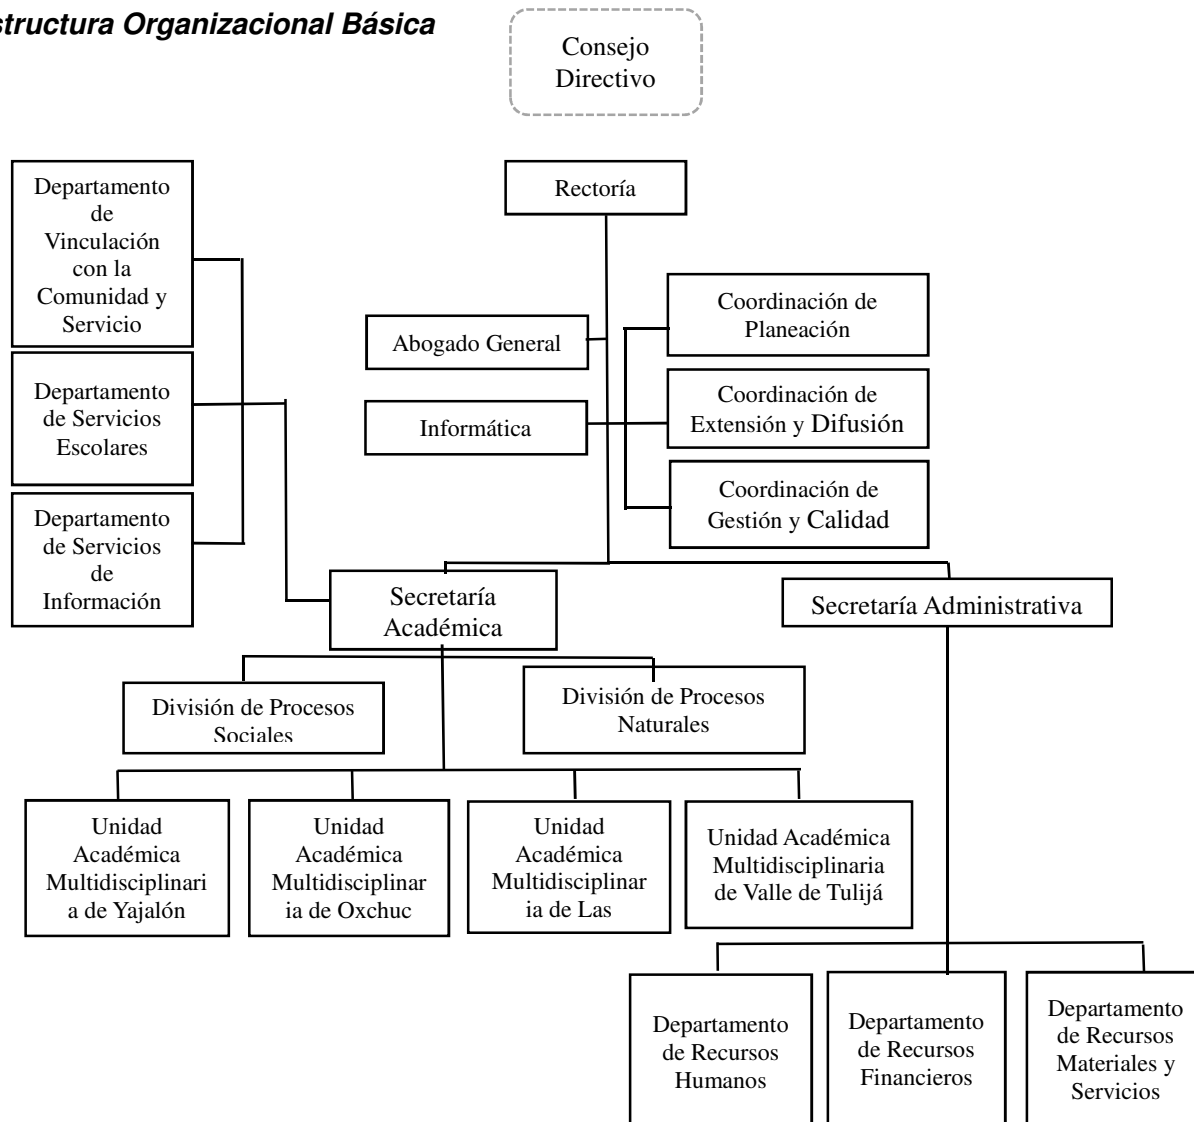 structura Organizacional Básica
Consejo
Directivo
Rectoría
Departamento
de
Vinculación
con la
Comunidad y
Servicio
Departamento
de Servicios
Escolares
Departamento
de Servicios
de
Información
Abogado General
Informática
Coordinación de
Planeación
Coordinación de
Extensión y Difusión
Coordinación de
Gestión y Calidad
Secretaría
Académica
Secretaría Administrativa
División de Procesos
Sociales
División de Procesos
Naturales
Unidad
Académica
Multidisciplinari
a de Yajalón
Unidad
Académica
Multidisciplinar
ia de Oxchuc
Unidad
Académica
Multidisciplinar
ia de Las
Unidad Académica
Multidisciplinaria
de Valle de Tulijá
Departamento
de Recursos
Humanos
Departamento
de Recursos
Financieros
Departamento
de Recursos
Materiales y
Servicios